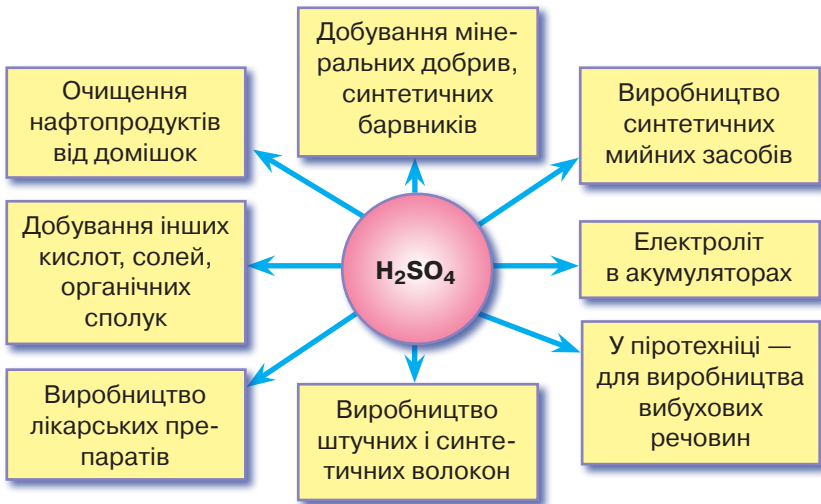 Добування міне-
ральних добрив,
синтетичних
барвників
Очищення
нафтопродуктів
від домішок
Виробництво
синтетичних
мийних засобів
Добування інших
кислот, солей,
органічних
сполук
H₂SO₄
Електроліт
в акумуляторах
Виробництво
лікарських пре-
паратів
Виробництво
штучних і синте-
тичних волокон
У піротехніці —
для виробництва
вибухових
речовин